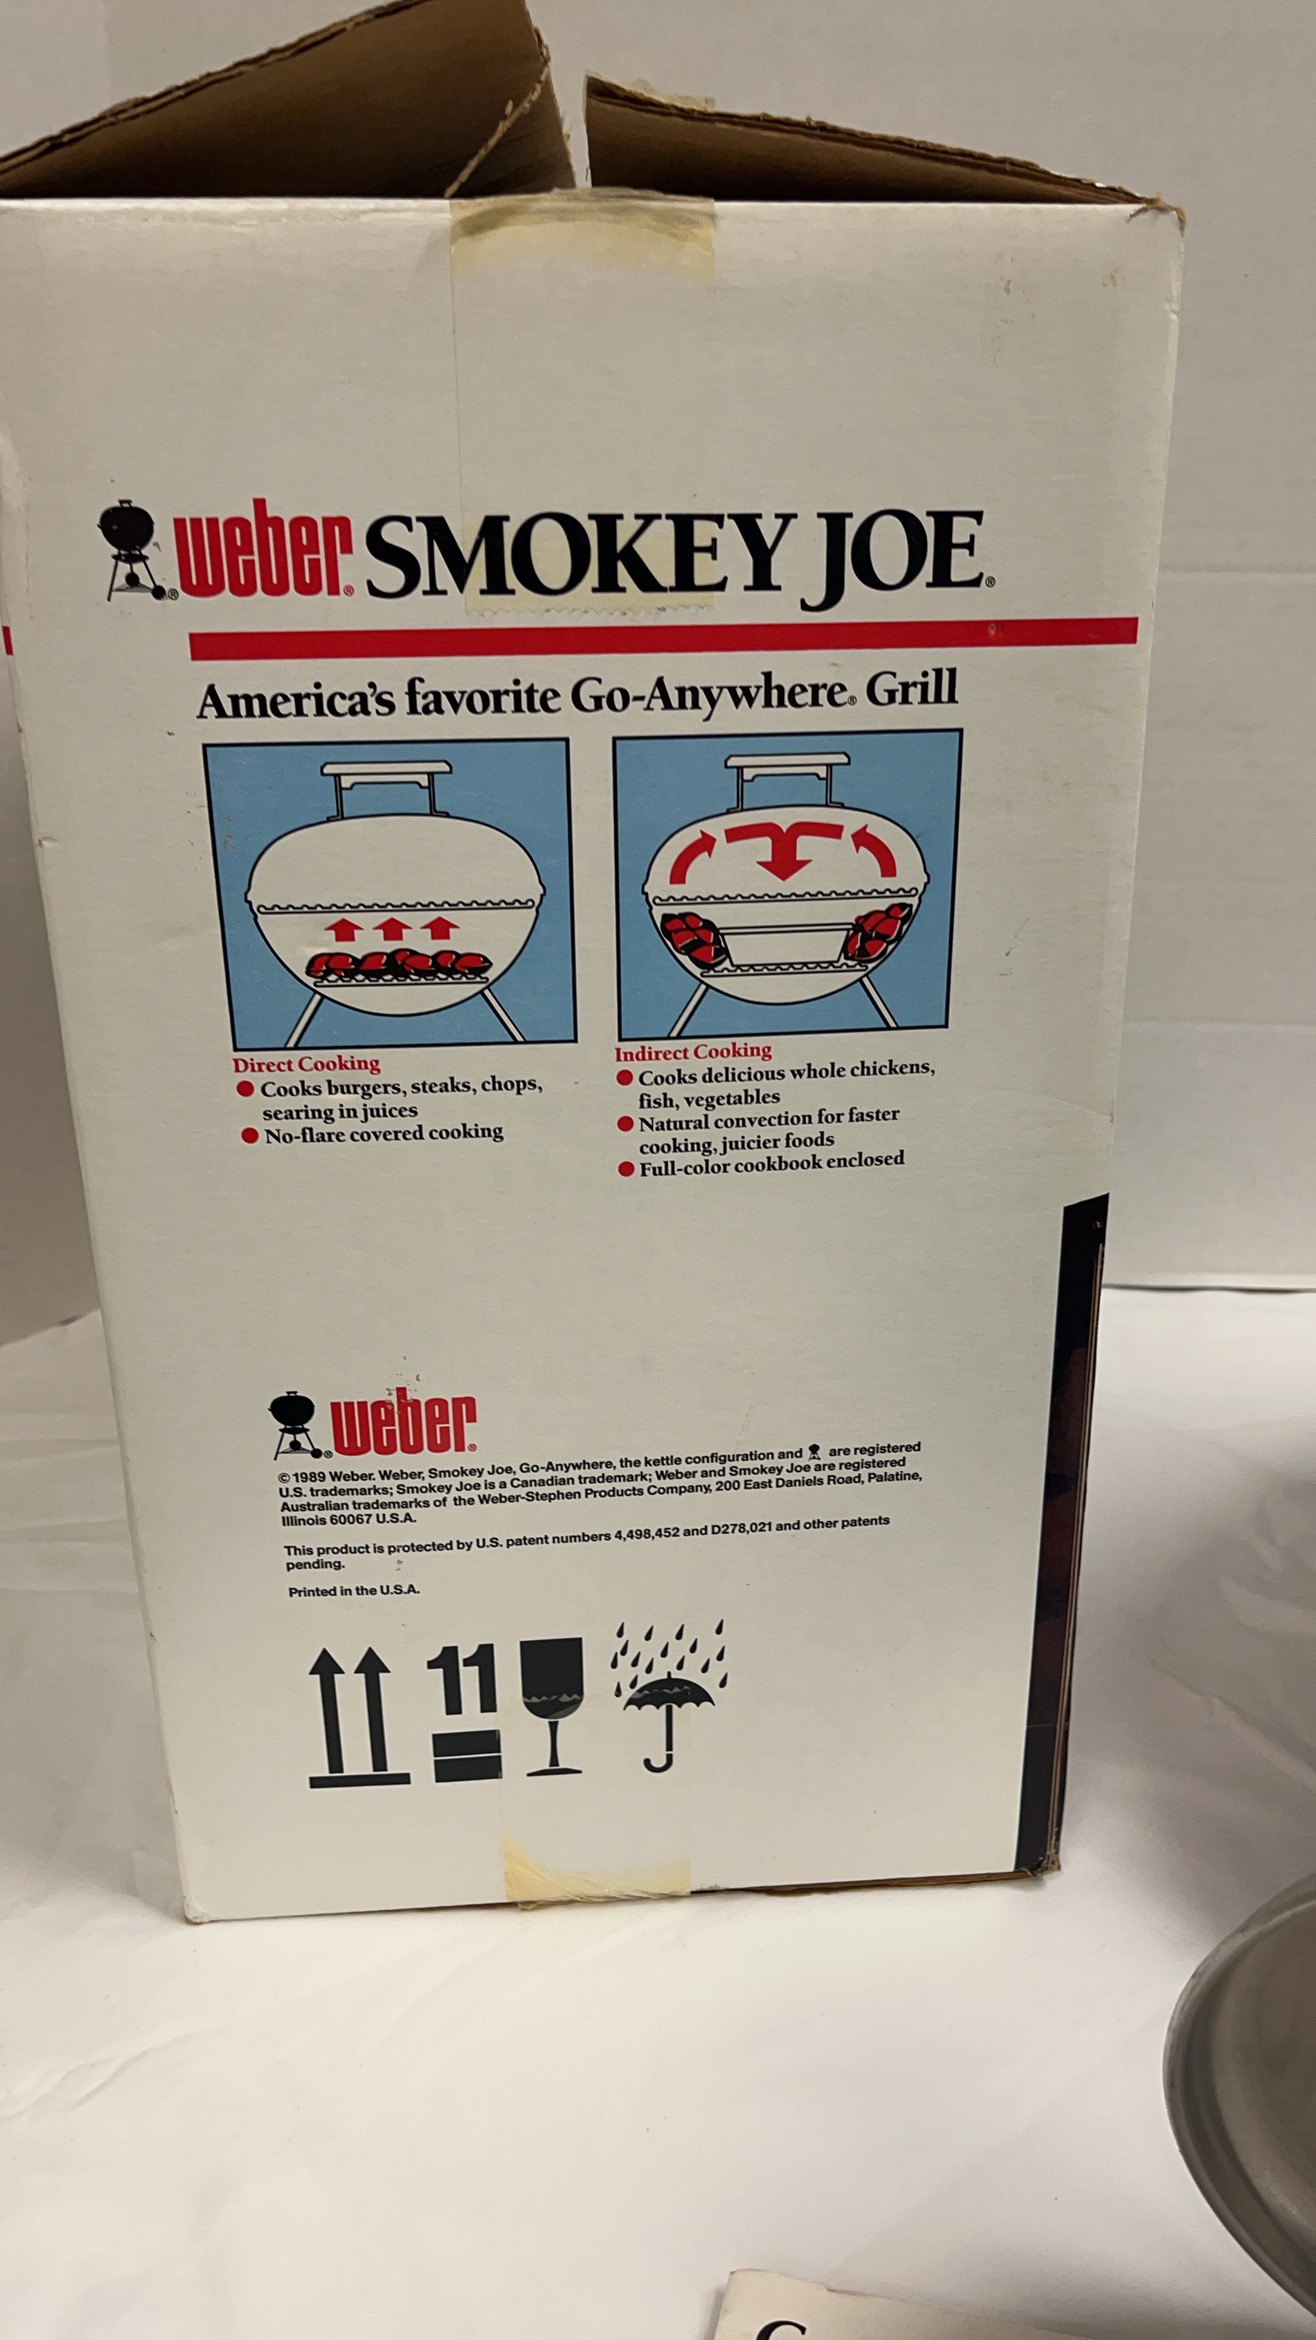 weber® SMOKEY JOE®
America's favorite Go-Anywhere® Grill
Direct Cooking
● Cooks burgers, steaks, chops,
searing in juices
● No-flare covered cooking
Indirect Cooking
● Cooks delicious whole chickens,
fish, vegetables
● Natural convection for faster
cooking, juicier foods
● Full-color cookbook enclosed
weber®
© 1989 Weber. Weber, Smokey Joe, Go-Anywhere, the kettle configuration and are registered
U.S. trademarks; Smokey Joe is a Canadian trademark; Weber and Smokey Joe are registered
Australian trademarks of the Weber-Stephen Products Company, 200 East Daniels Road, Palatine,
Illinois 60067 U.S.A.
This product is protected by U.S. patent numbers 4,498,452 and D278,021 and other patents
pending.
Printed in the U.S.A.
11